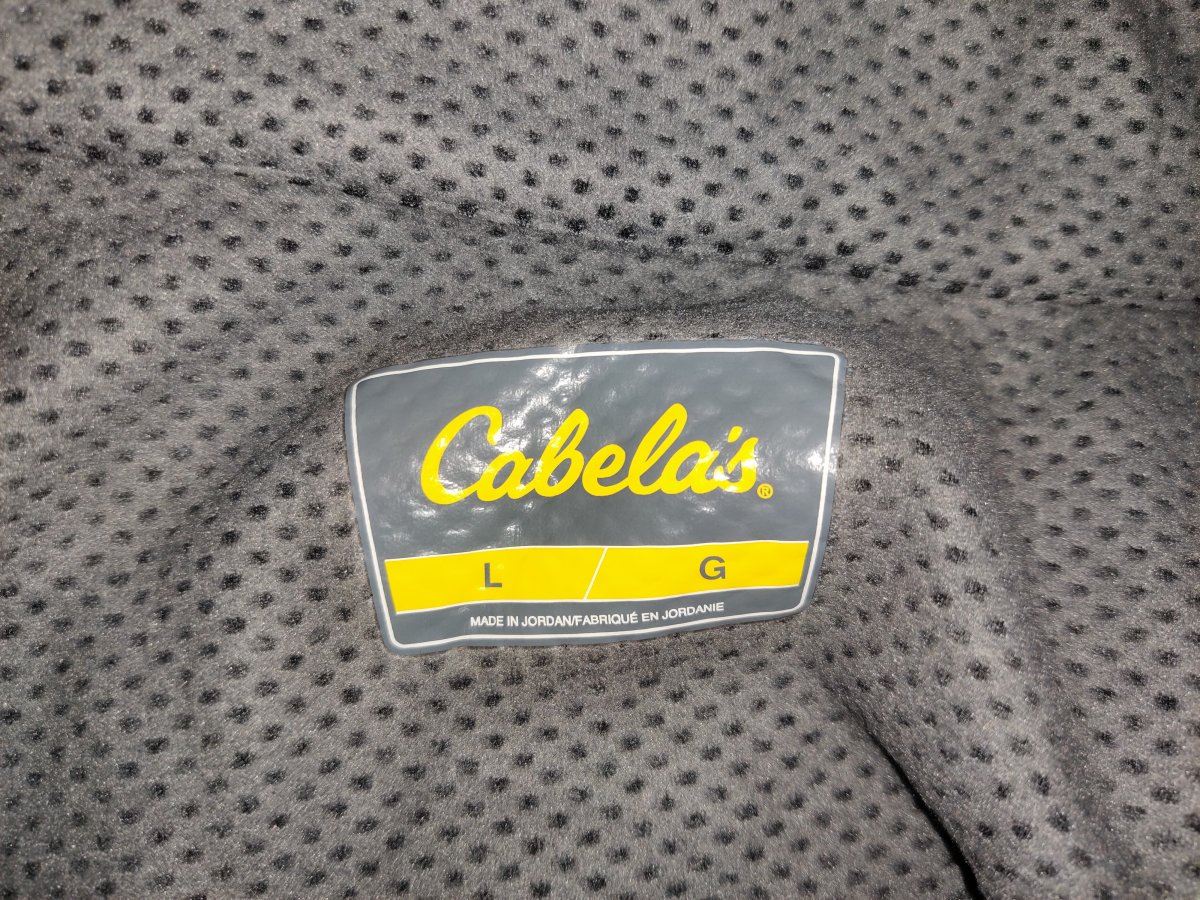 Cabela's®
L / G
MADE IN JORDAN/FABRIQUÉ EN JORDANIE